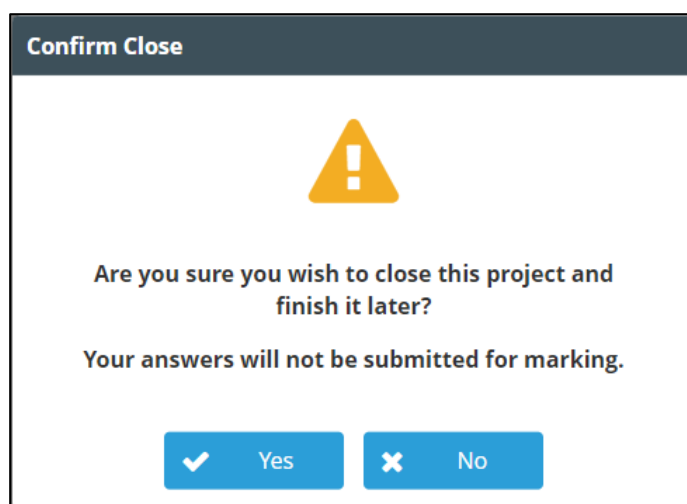 Confirm Close
Are you sure you wish to close this project and
finish it later?
Your answers will not be submitted for marking.
Yes
No